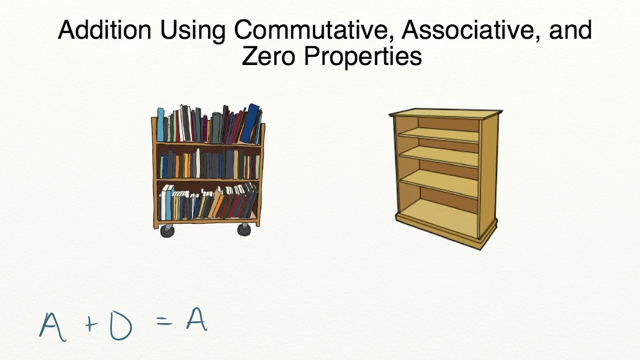 Addition Using Commutative, Associative, and
Zero Properties
A + 0 = A